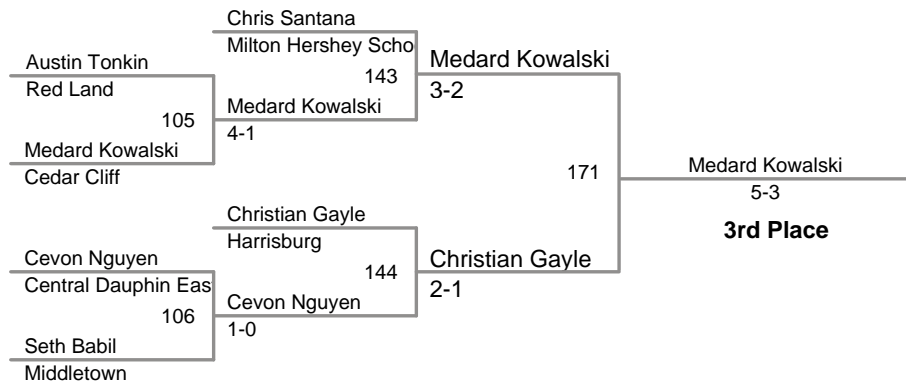 Chris Santana
Milton Hershey Scho
Austin Tonkin
Red Land
143
Medard Kowalski
3-2
105
Medard Kowalski
4-1
Medard Kowalski
Cedar Cliff
171
Medard Kowalski
5-3
3rd Place
Christian Gayle
Harrisburg
Cevon Nguyen
Central Dauphin Eas
144
Christian Gayle
2-1
106
Cevon Nguyen
1-0
Seth Babil
Middletown